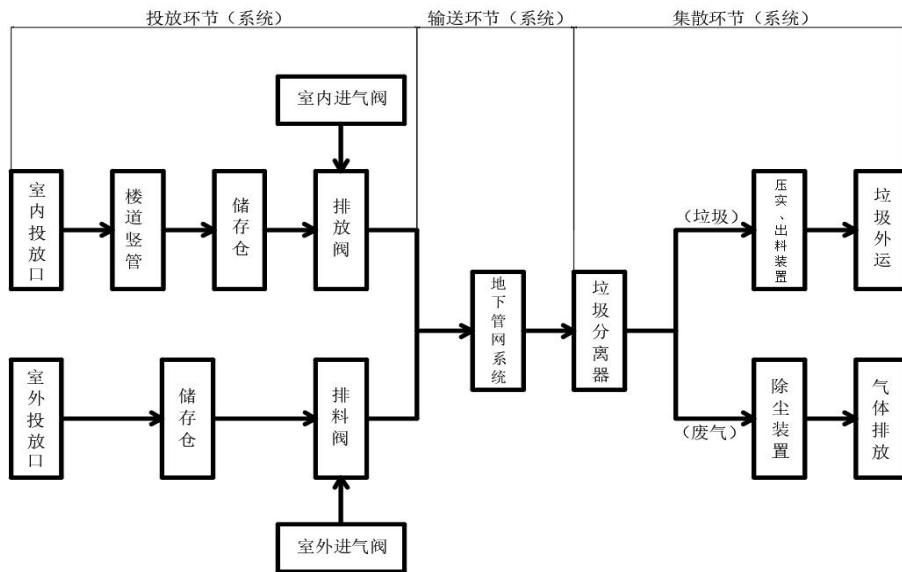 投放环节（系统）
输送环节（系统）
集散环节（系统）
室内进气阀
室内投放口
楼道竖管
储存仓
排放阀
（垃圾）
压实、出料装置
垃圾外运
地下管网系统
垃圾分离器
室外投放口
储存仓
排料阀
（废气）
除尘装置
气体排放
室外进气阀